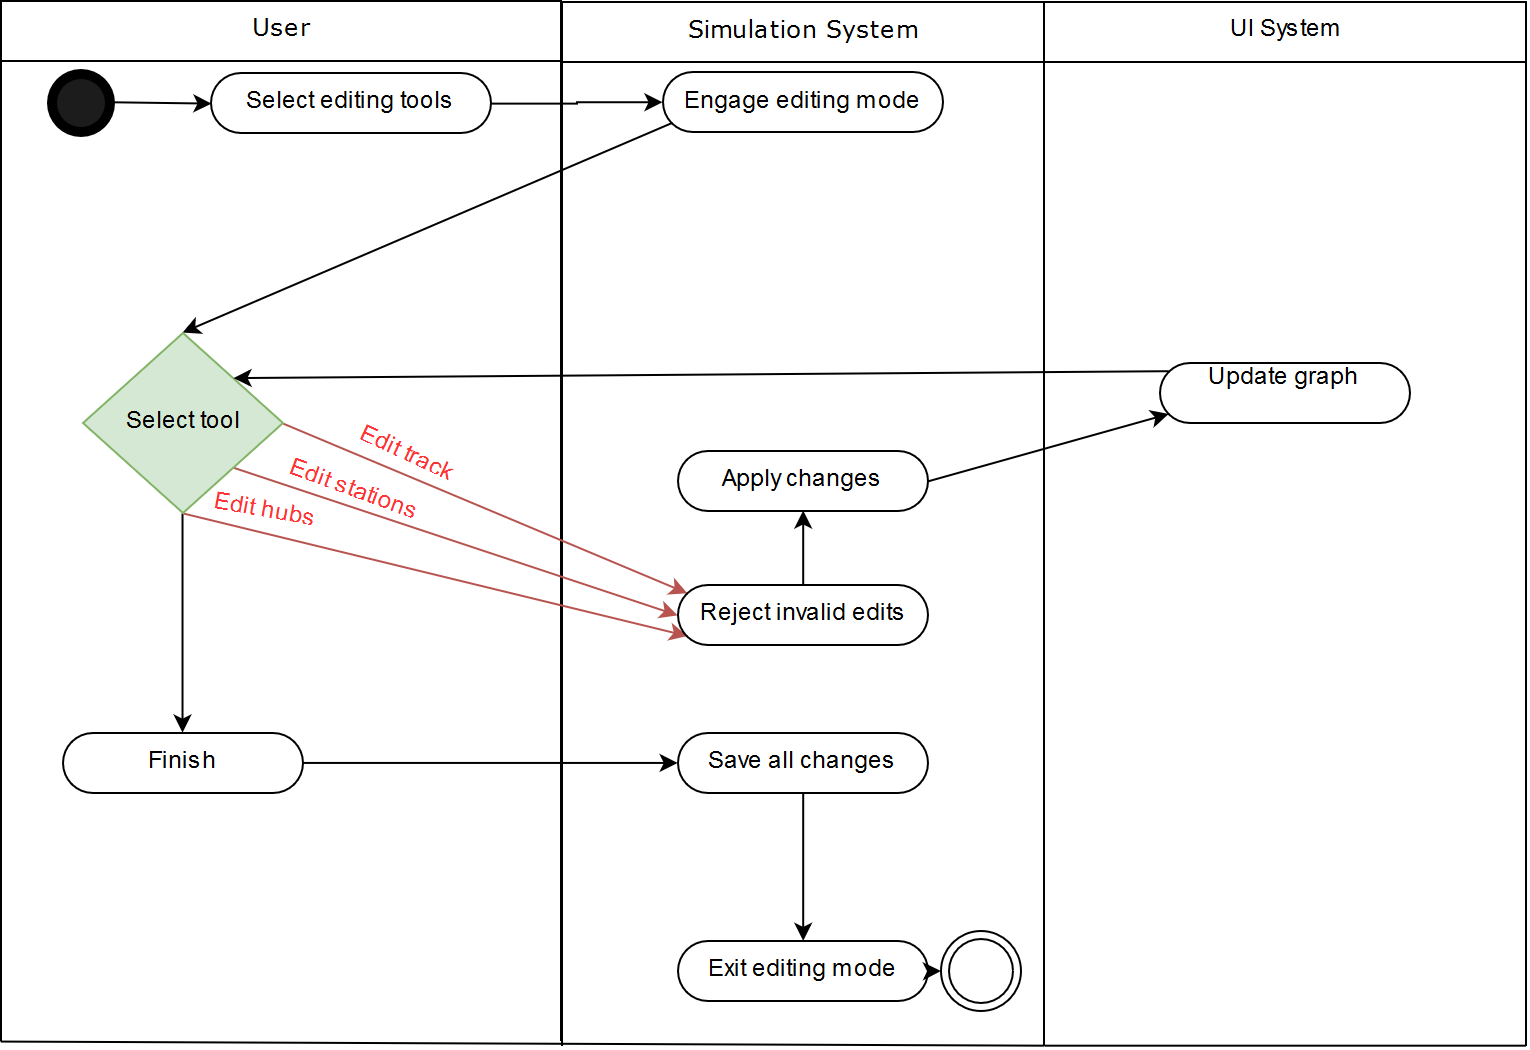 User
Simulation System
UI System
Select editing tools
Engage editing mode
Update graph
Select tool
Edit track
Edit stations
Edit hubs
Apply changes
Reject invalid edits
Finish
Save all changes
Exit editing mode